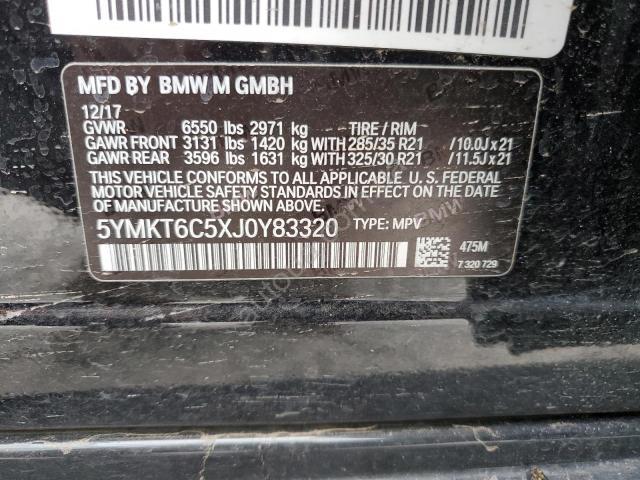 MFD BY BMW M GMBH
12/17
GVWR 6550 lbs 2971 kg TIRE / RIM
GAWR FRONT 3131 lbs 1420 kg WITH 285/35 R21 /10.0J x 21
GAWR REAR 3596 lbs 1631 kg WITH 325/30 R21 /11.5J x 21
THIS VEHICLE CONFORMS TO ALL APPLICABLE U. S. FEDERAL
MOTOR VEHICLE SAFETY STANDARDS IN EFFECT ON THE DATE
OF MANUFACTURE SHOWN ABOVE.
5YMKT6C5XJ0Y83320 TYPE: MPV
475M
7 320 729